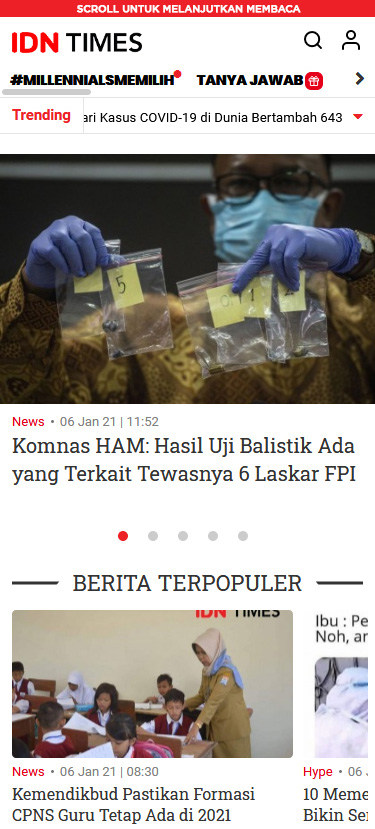 SCROLL UNTUK MELANJUTKAN MEMBACA
IDN TIMES
#MILLENNIALSMEMILIH TANYA JAWAB
Trending ari Kasus COVID-19 di Dunia Bertambah 643
5
News • 06 Jan 21 | 11:52
Komnas HAM: Hasil Uji Balistik Ada
yang Terkait Tewasnya 6 Laskar FPI
BERITA TERPOPULER
IDN TIMES
Ibu : Pe
Noh, ar
News • 06 Jan 21 | 08:30
Kemendikbud Pastikan Formasi
CPNS Guru Tetap Ada di 2021
Hype • 06 J
10 Meme
Bikin Se